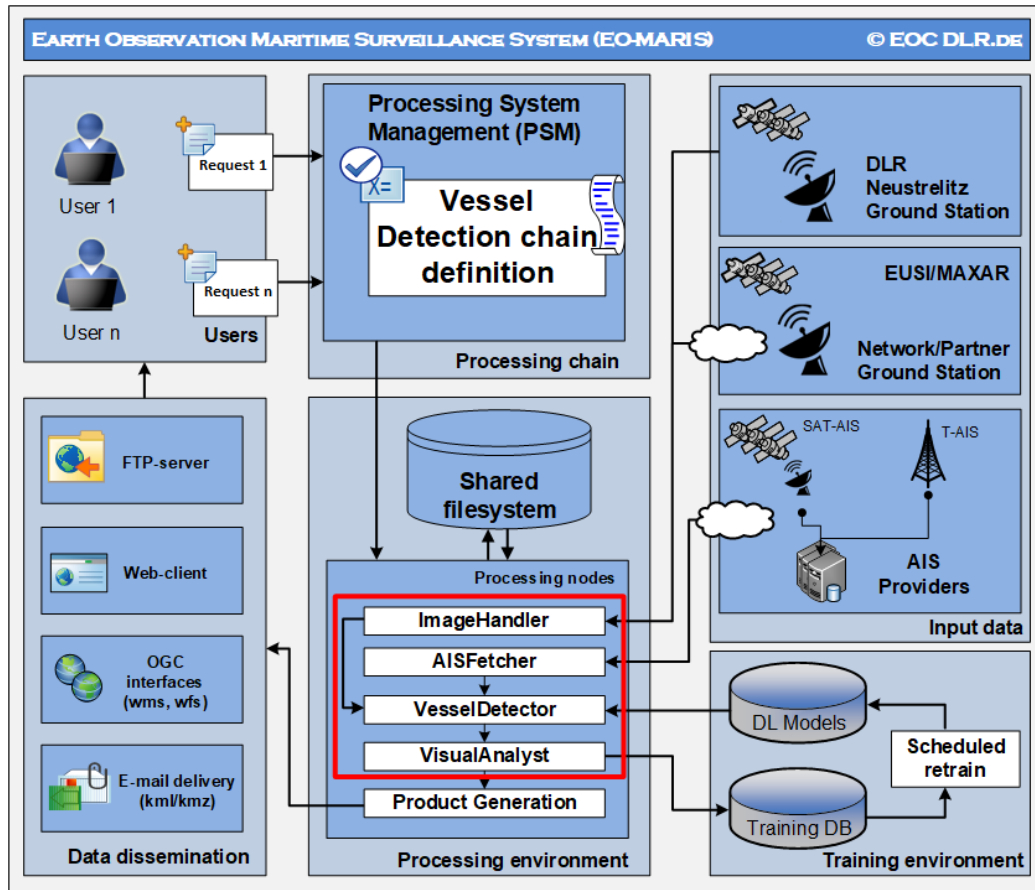 EARTH OBSERVATION MARITIME SURVEILLANCE SYSTEM (EO-MARIS)
© EOC DLR.DE
User 1
Request 1
User n
Request n
Users
Processing System
Management (PSM)
X=
Vessel
Detection chain
definition
Processing chain
DLR
Neustrelitz
Ground Station
EUSI/MAXAR
Network/Partner
Ground Station
SAT-AIS
T-AIS
AIS
Providers
Input data
FTP-server
Web-client
OGC
interfaces
(wms, wfs)
E-mail delivery
(kml/kmz)
Data dissemination
Shared
filesystem
Processing nodes
ImageHandler
AISFetcher
VesselDetector
VisualAnalyst
Product Generation
Processing environment
DL Models
Scheduled
retrain
Training DB
Training environment